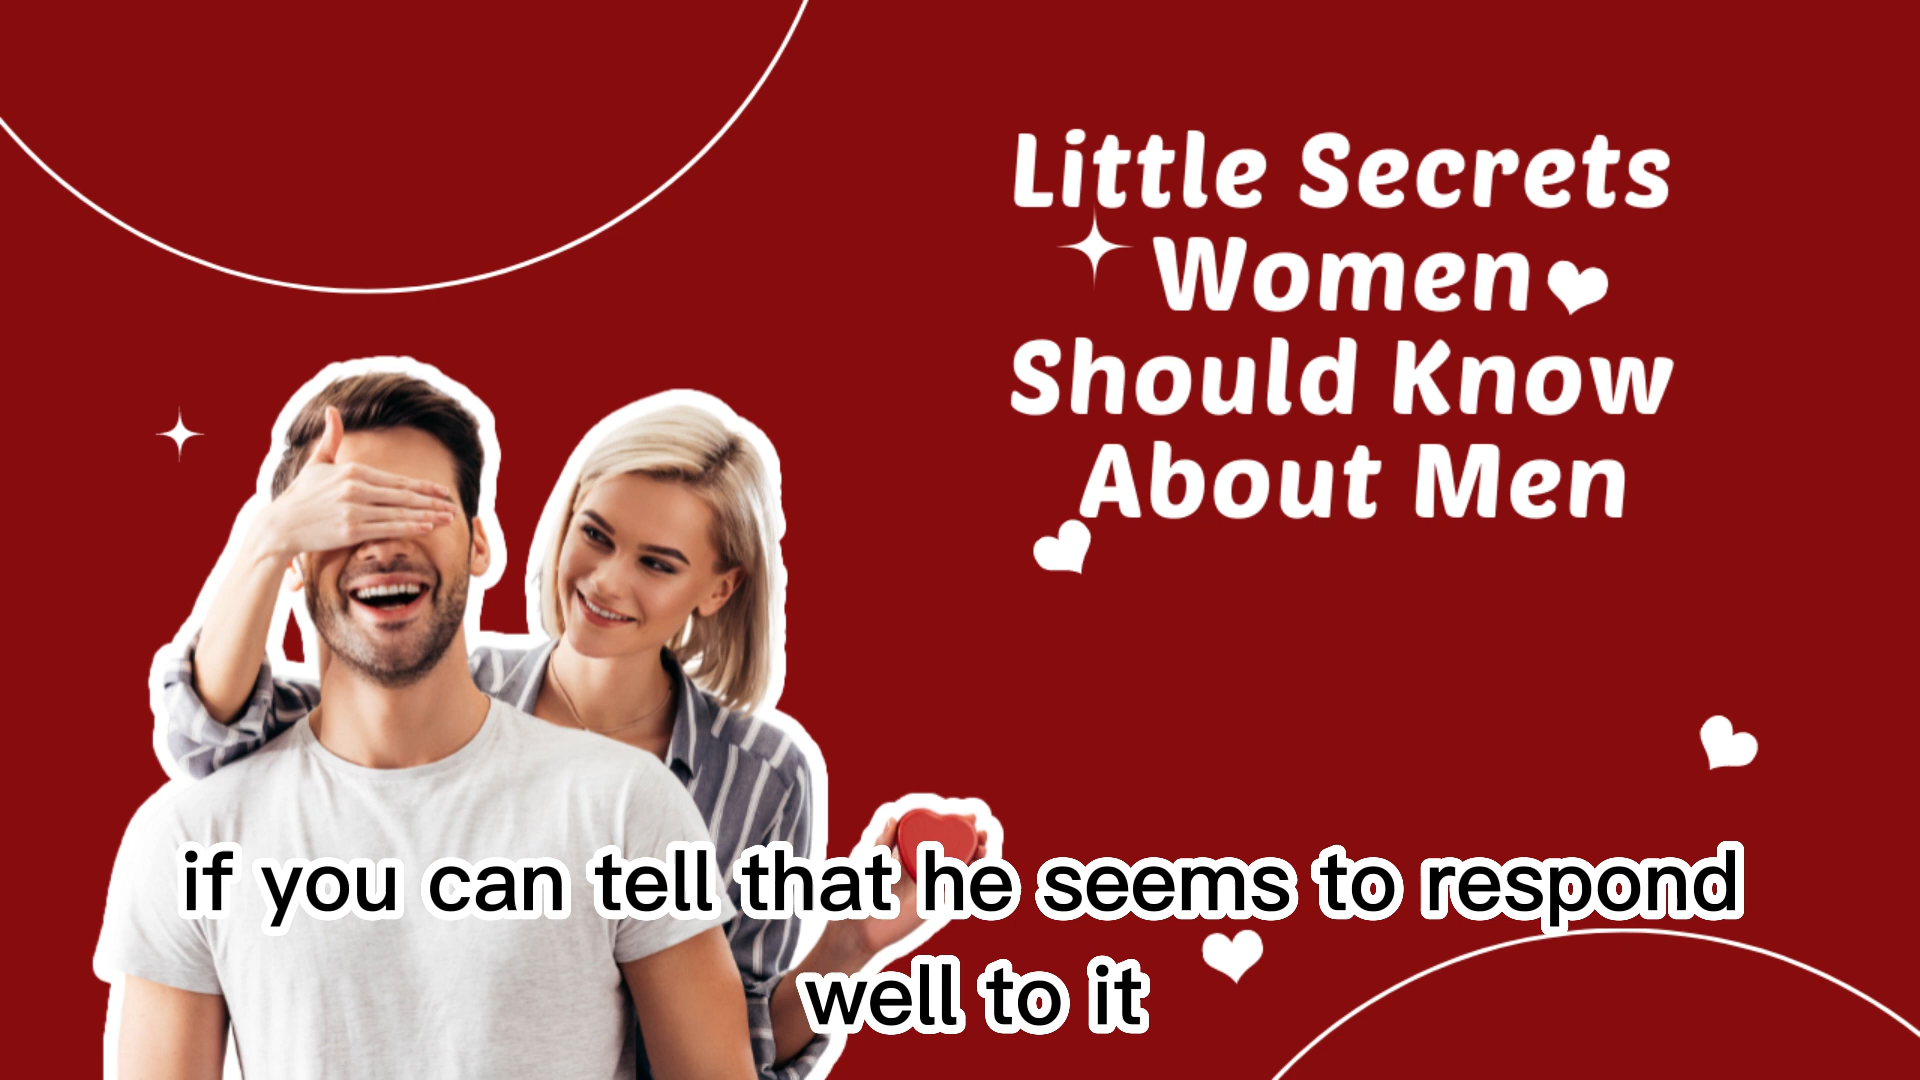 Little Secrets
Women
Should Know
About Men
if you can tell that he seems to respond
well to it